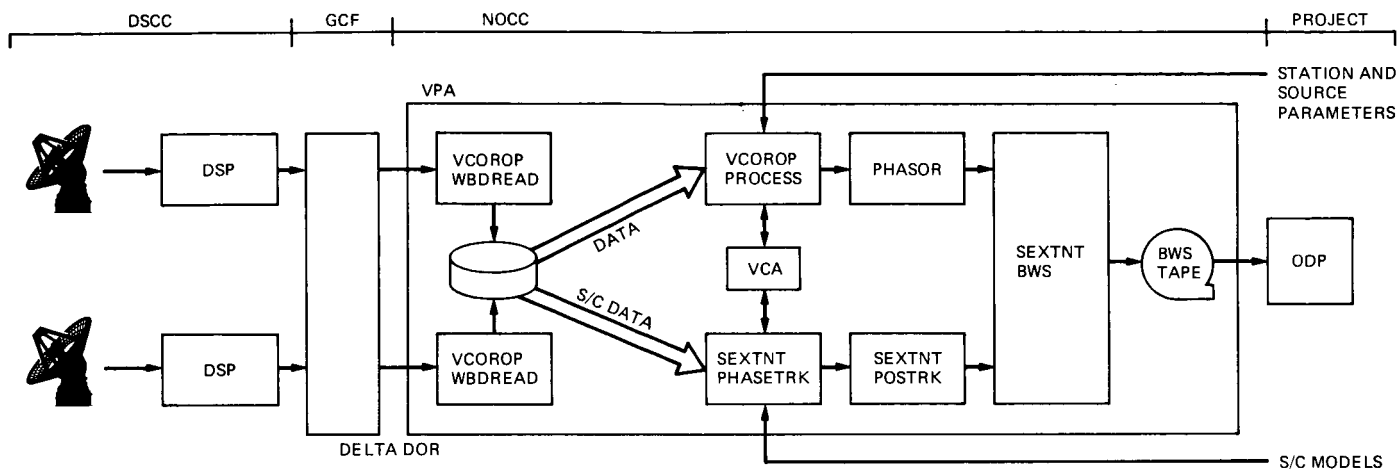 DSCC
GCF
NOCC
PROJECT
STATION AND
SOURCE
PARAMETERS
VPA
DSP
VCOROP
WBDREAD
VCOROP
PROCESS
PHASOR
DATA
VCA
SEXTNT
BWS
BWS
TAPE
ODP
S/C DATA
DSP
VCOROP
WBDREAD
SEXTNT
PHASETRK
SEXTNT
POSTRK
DELTA DOR
S/C MODELS